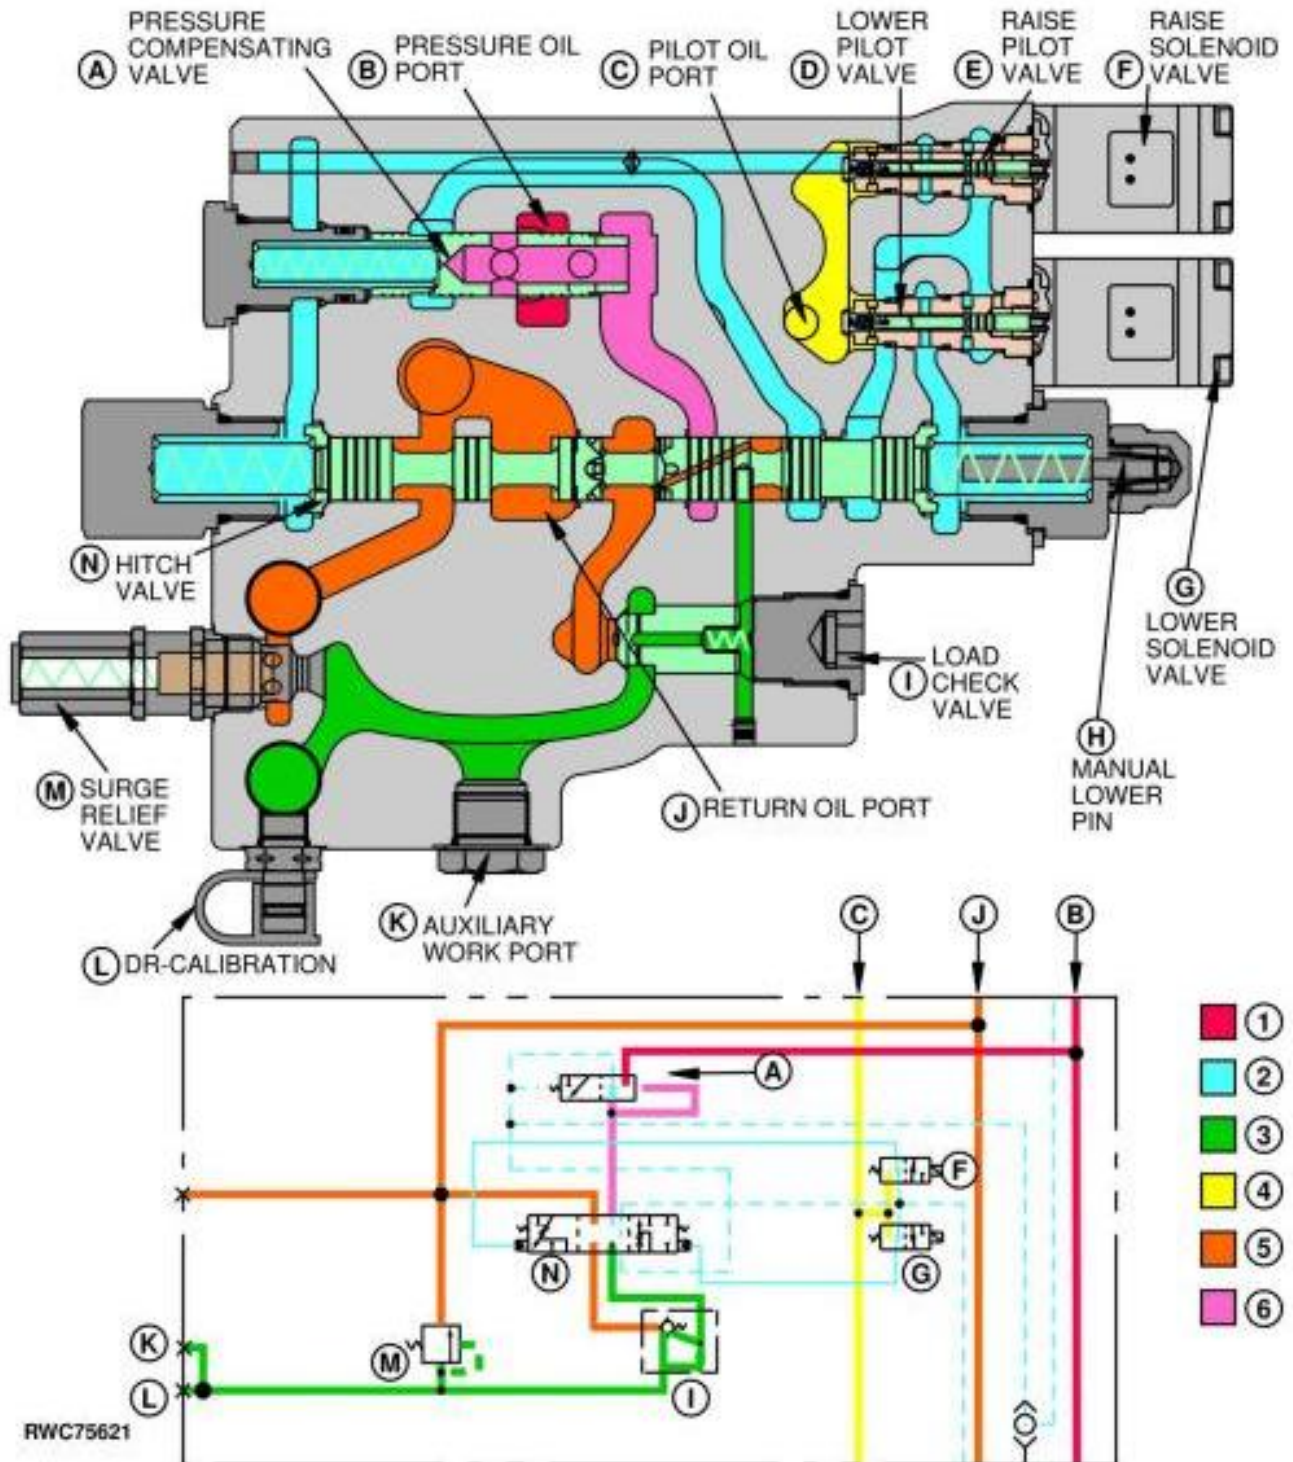 A PRESSURE
COMPENSATING
VALVE
B PRESSURE OIL
PORT
C PILOT OIL
PORT
D LOWER
PILOT
VALVE
E RAISE
PILOT
VALVE
F RAISE
SOLENOID
VALVE
N HITCH
VALVE
G
LOWER
SOLENOID
VALVE
I LOAD
CHECK
VALVE
H
MANUAL
LOWER
PIN
M SURGE
RELIEF
VALVE
J RETURN OIL PORT
K AUXILIARY
WORK PORT
L DR-CALIBRATION
C J B
A
F
N G
K
M
L I
1
2
3
4
5
6
RWC75621